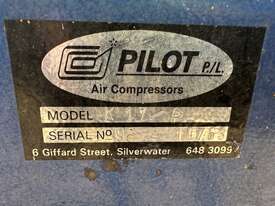 PILOT P/L.
Air Compressors
MODEL
SERIAL Nº
6 Giffard Street, Silverwater 648 3099